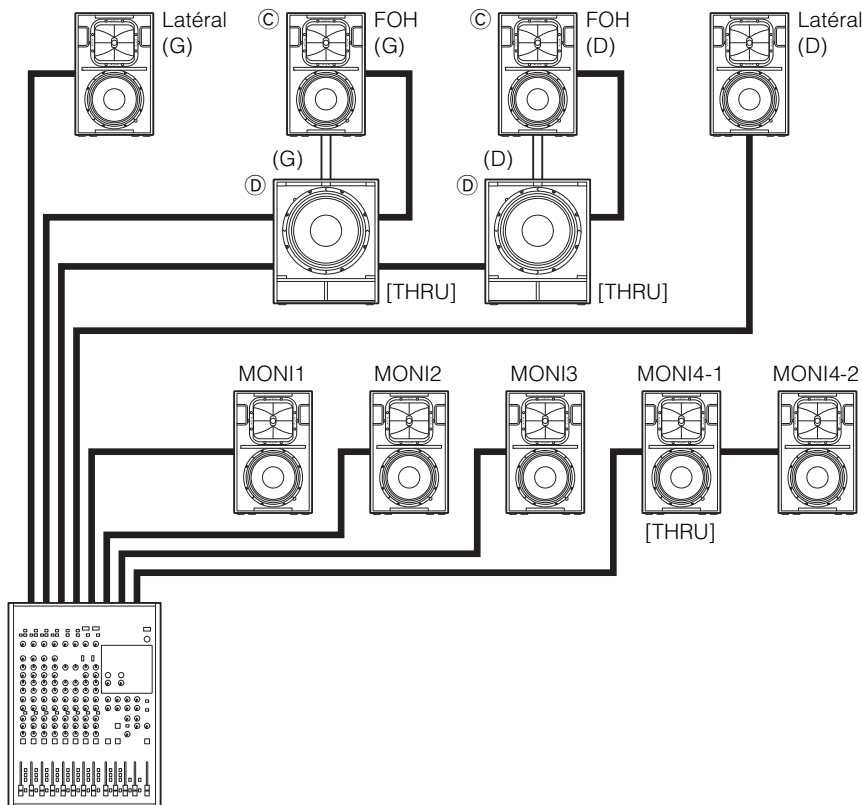 Latéral
(G)
Ⓒ FOH
(G)
Ⓒ FOH
(D)
Latéral
(D)
(G)
Ⓓ
(D)
Ⓓ
[THRU]
[THRU]
MONI1
MONI2
MONI3
MONI4-1
MONI4-2
[THRU]